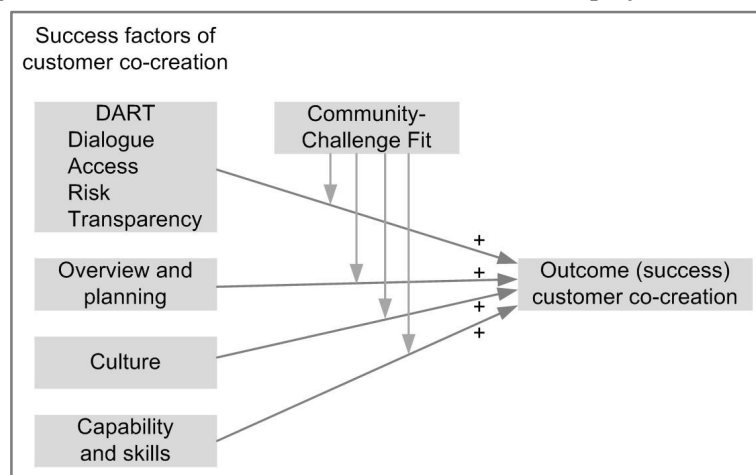 Success factors of
customer co-creation
DART
Dialogue
Access
Risk
Transparency
Community-
Challenge Fit
+
+
Overview and
planning
Outcome (success)
customer co-creation
+
+
Culture
Capability
and skills